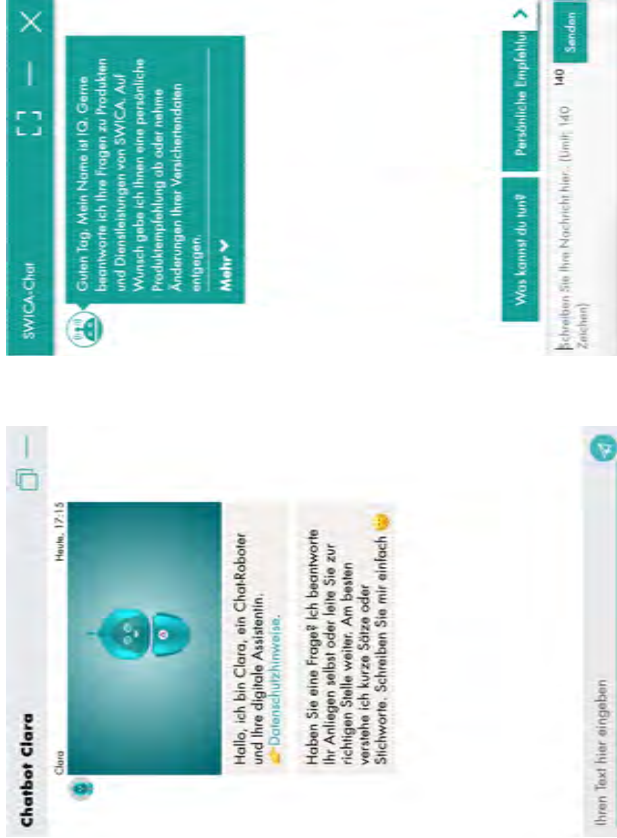 Chatbot Clara
Clara
Heute, 17:15
Hallo, ich bin Clara, ein Chat-Roboter
und Ihre digitale Assistentin.
👉Datenschutzhinweise.
Haben Sie eine Frage? Ich beantworte
Ihr Anliegen selbst oder leite Sie zur
richtigen Stelle weiter. Am besten
verstehe ich kurze Sätze oder
Stichworte. Schreiben Sie mir einfach 🙂
Ihren Text hier eingeben
SWICA-Chat
Guten Tag. Mein Name ist IQ. Gerne
beantworte ich Ihre Fragen zu Produkten
und Dienstleistungen von SWICA. Auf
Wunsch gebe ich Ihnen eine persönliche
Produktempfehlung ab oder nehme
Änderungen Ihrer Versichertendaten
entgegen.
Mehr
Was kannst du tun?
Persönliche Empfehlun
Schreiben Sie Ihre Nachricht hier... (Limit: 140
Zeichen)
140
Senden